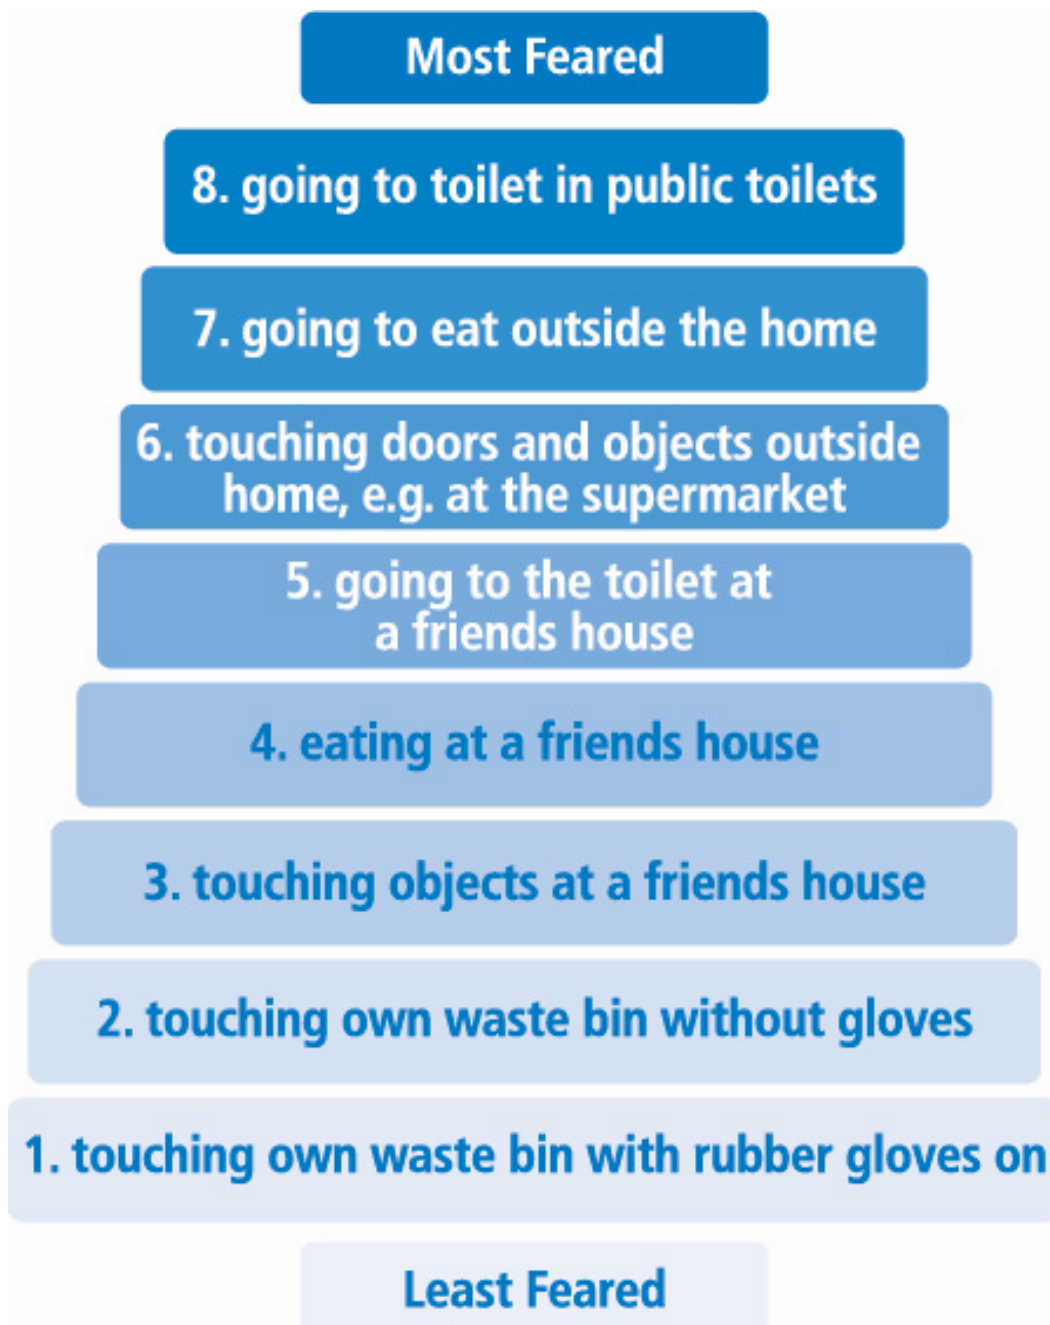 Most Feared
8. going to toilet in public toilets
7. going to eat outside the home
6. touching doors and objects outside
home, e.g. at the supermarket
5. going to the toilet at
a friends house
4. eating at a friends house
3. touching objects at a friends house
2. touching own waste bin without gloves
1. touching own waste bin with rubber gloves on
Least Feared